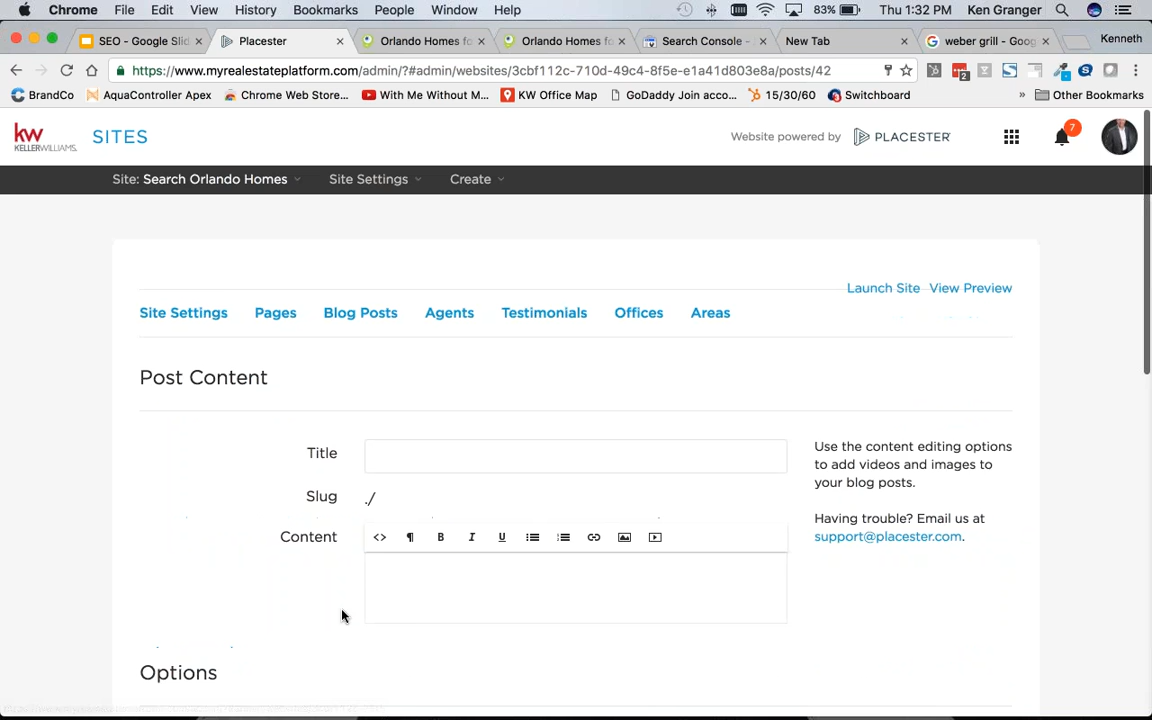 Chrome File Edit View History Bookmarks People Window Help 83% Thu 1:32 PM Ken Granger
SEO - Google Slid Placester Orlando Homes fo Orlando Homes fo Search Console - New Tab weber grill - Goog Kenneth
https://www.myrealestateplatform.com/admin/?#admin/websites/3cbf112c-710d-49c4-8f5e-e1a41d803e8a/posts/42 2
BrandCo AquaController Apex Chrome Web Store... With Me Without M... KW Office Map GoDaddy Join acco... 15/30/60 Switchboard » Other Bookmarks
kw KELLERWILLIAMS. SITES Website powered by PLACESTER 7
Site: Search Orlando Homes Site Settings Create
Launch Site View Preview
Site Settings Pages Blog Posts Agents Testimonials Offices Areas
Post Content
Title
Use the content editing options
to add videos and images to
your blog posts.
Slug ./
Having trouble? Email us at
support@placester.com.
Content <> ¶ B I U
Options